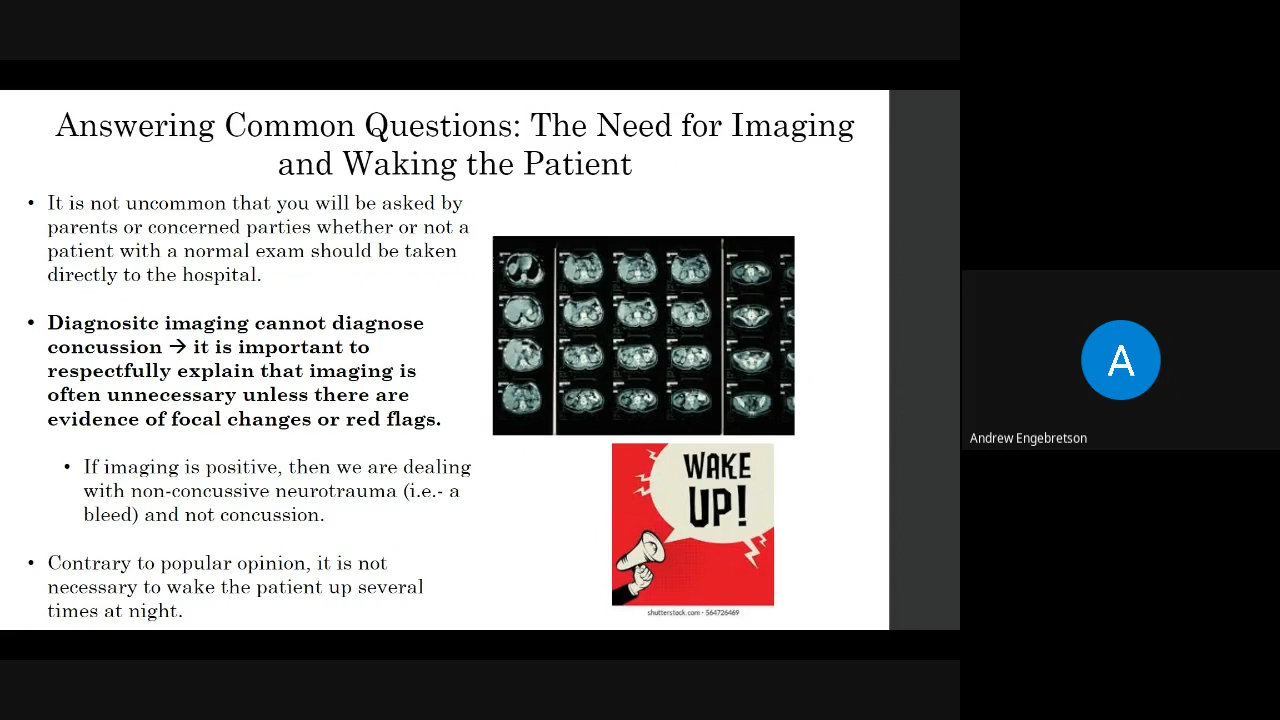 Answering Common Questions: The Need for Imaging
and Waking the Patient
• It is not uncommon that you will be asked by
parents or concerned parties whether or not a
patient with a normal exam should be taken
directly to the hospital.
• Diagnositc imaging cannot diagnose
concussion → it is important to
respectfully explain that imaging is
often unnecessary unless there are
evidence of focal changes or red flags.
• If imaging is positive, then we are dealing
with non-concussive neurotrauma (i.e.- a
bleed) and not concussion.
• Contrary to popular opinion, it is not
necessary to wake the patient up several
times at night.
WAKE
UP!
shutterstock.com • 564726469
A
Andrew Engebretson